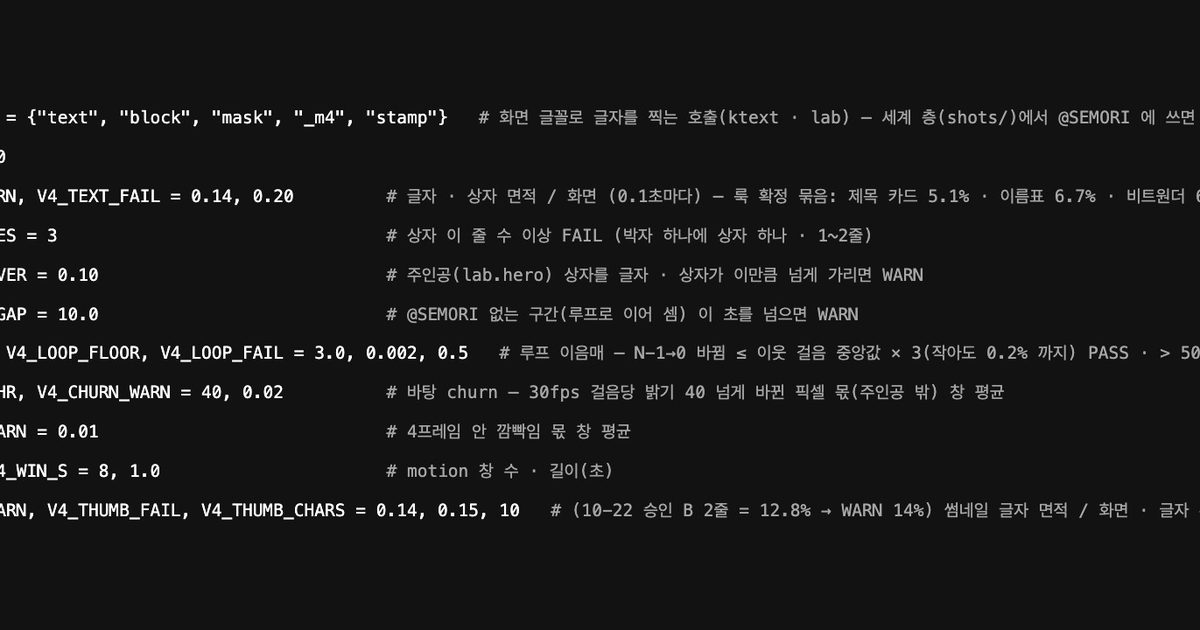 = {"text", "block", "mask", "_m4", "stamp"}   # 화면 글꼴로 글자를 찍는 호출(ktext · lab) — 세계 층(shots/)에서 @SEMORI 에 쓰면
0
RN, V4_TEXT_FAIL = 0.14, 0.20         # 글자 · 상자 면적 / 화면 (0.1초마다) — 룩 확정 묶음: 제목 카드 5.1% · 이름표 6.7% · 비트원더 6
ES = 3                                # 상자 이 줄 수 이상 FAIL (박자 하나에 상자 하나 · 1~2줄)
VER = 0.10                            # 주인공(lab.hero) 상자를 글자 · 상자가 이만큼 넘게 가리면 WARN
GAP = 10.0                            # @SEMORI 없는 구간(루프로 이어 셈) 이 초를 넘으면 WARN
V4_LOOP_FLOOR, V4_LOOP_FAIL = 3.0, 0.002, 0.5   # 루프 이음매 — N-1→0 바뀜 ≤ 이웃 걸음 중앙값 × 3(작아도 0.2% 까지) PASS · > 50
HR, V4_CHURN_WARN = 40, 0.02          # 바탕 churn — 30fps 걸음당 밝기 40 넘게 바뀐 픽셀 몫(주인공 밖) 창 평균
ARN = 0.01                            # 4프레임 안 깜빡임 몫 창 평균
4_WIN_S = 8, 1.0                      # motion 창 수 · 길이(초)
ARN, V4_THUMB_FAIL, V4_THUMB_CHARS = 0.14, 0.15, 10   # (10-22 승인 B 2줄 = 12.8% → WARN 14%) 썸네일 글자 면적 / 화면 · 글자